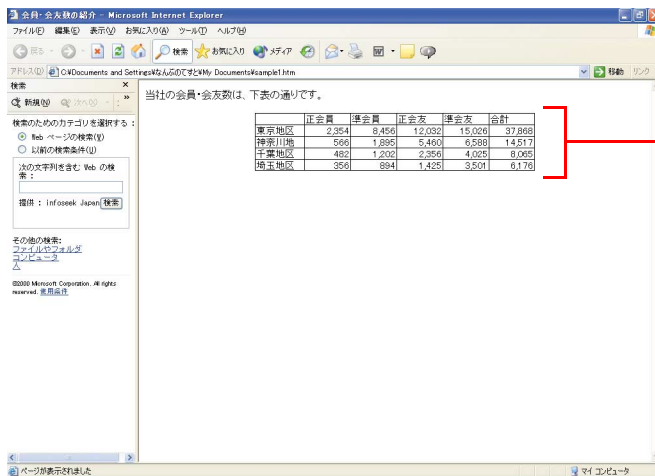 会員・会友数の紹介 - Microsoft Internet Explorer
ファイル(F) 編集(E) 表示(V) お気に入り(A) ツール(T) ヘルプ(H)
戻る 検索 お気に入り メディア
アドレス(D) C:¥Documents and Settings¥なんぶのてすと¥My Documents¥sample1.htm 移動 リンク
検索 ×
新規(N) 次へ(X) »
検索のためのカテゴリを選択する:
Web ページの検索(V)
以前の検索条件(U)
次の文字列を含む Web の検
索:
提供 : infoseek Japan 検索
その他の検索:
ファイルやフォルダ
コンピュータ
人
©2000 Microsoft Corporation. All rights
reserved. 使用条件
当社の会員・会友数は、下表の通りです。
正会員 準会員 正会友 準会友 合計
東京地区 2,354 8,456 12,032 15,026 37,868
神奈川地 566 1,895 5,460 6,588 14,517
千葉地区 482 1,202 2,356 4,025 8,065
埼玉地区 356 894 1,425 3,501 6,176
ページが表示されました マイ コンピュータ